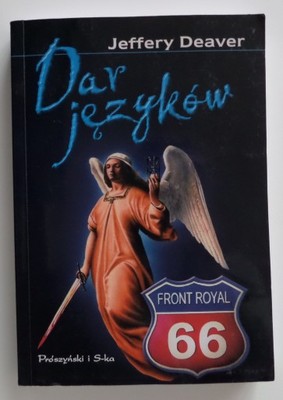 Jeffery Deaver
Dar
języków
FRONT ROYAL
66
Prószyński i S-ka